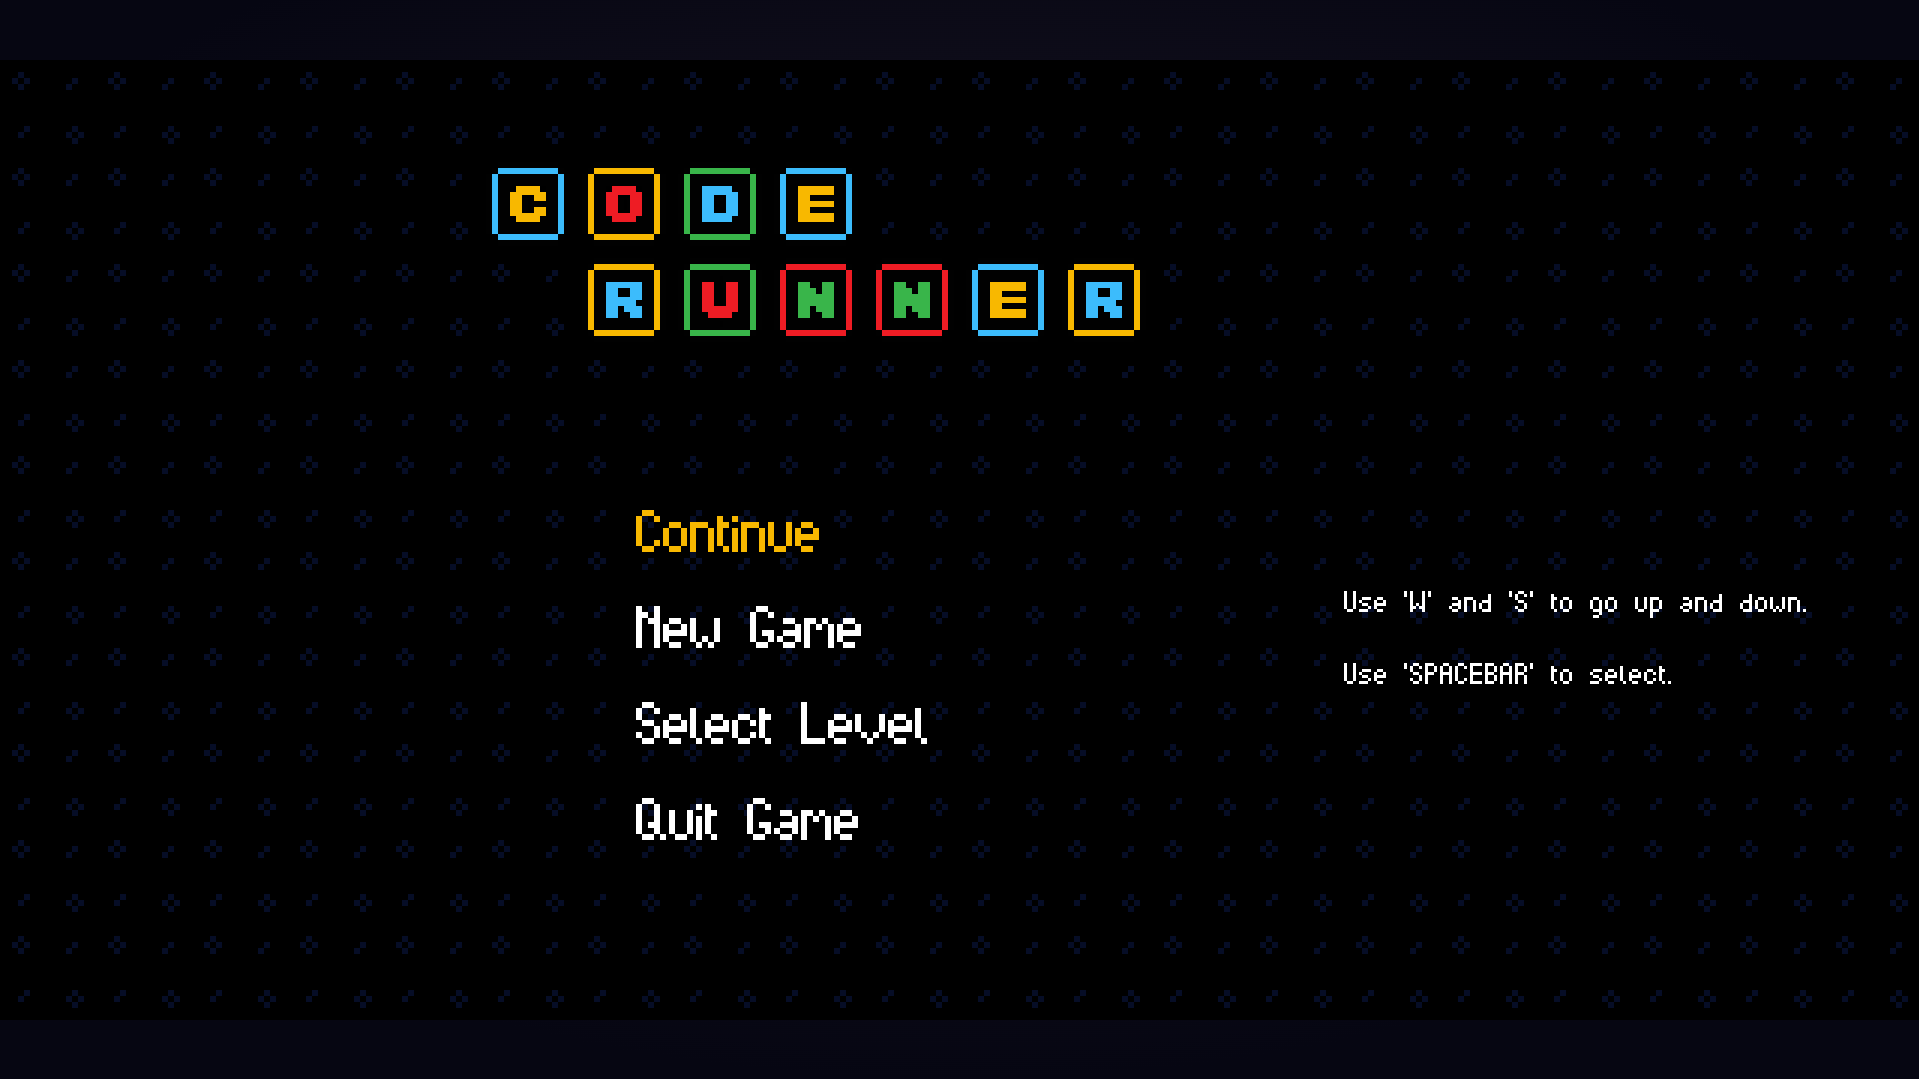 CODE
RUNNER
Continue
New Game
Select Level
Quit Game
Use 'W' and 'S' to go up and down.
Use 'SPACEBAR' to select.